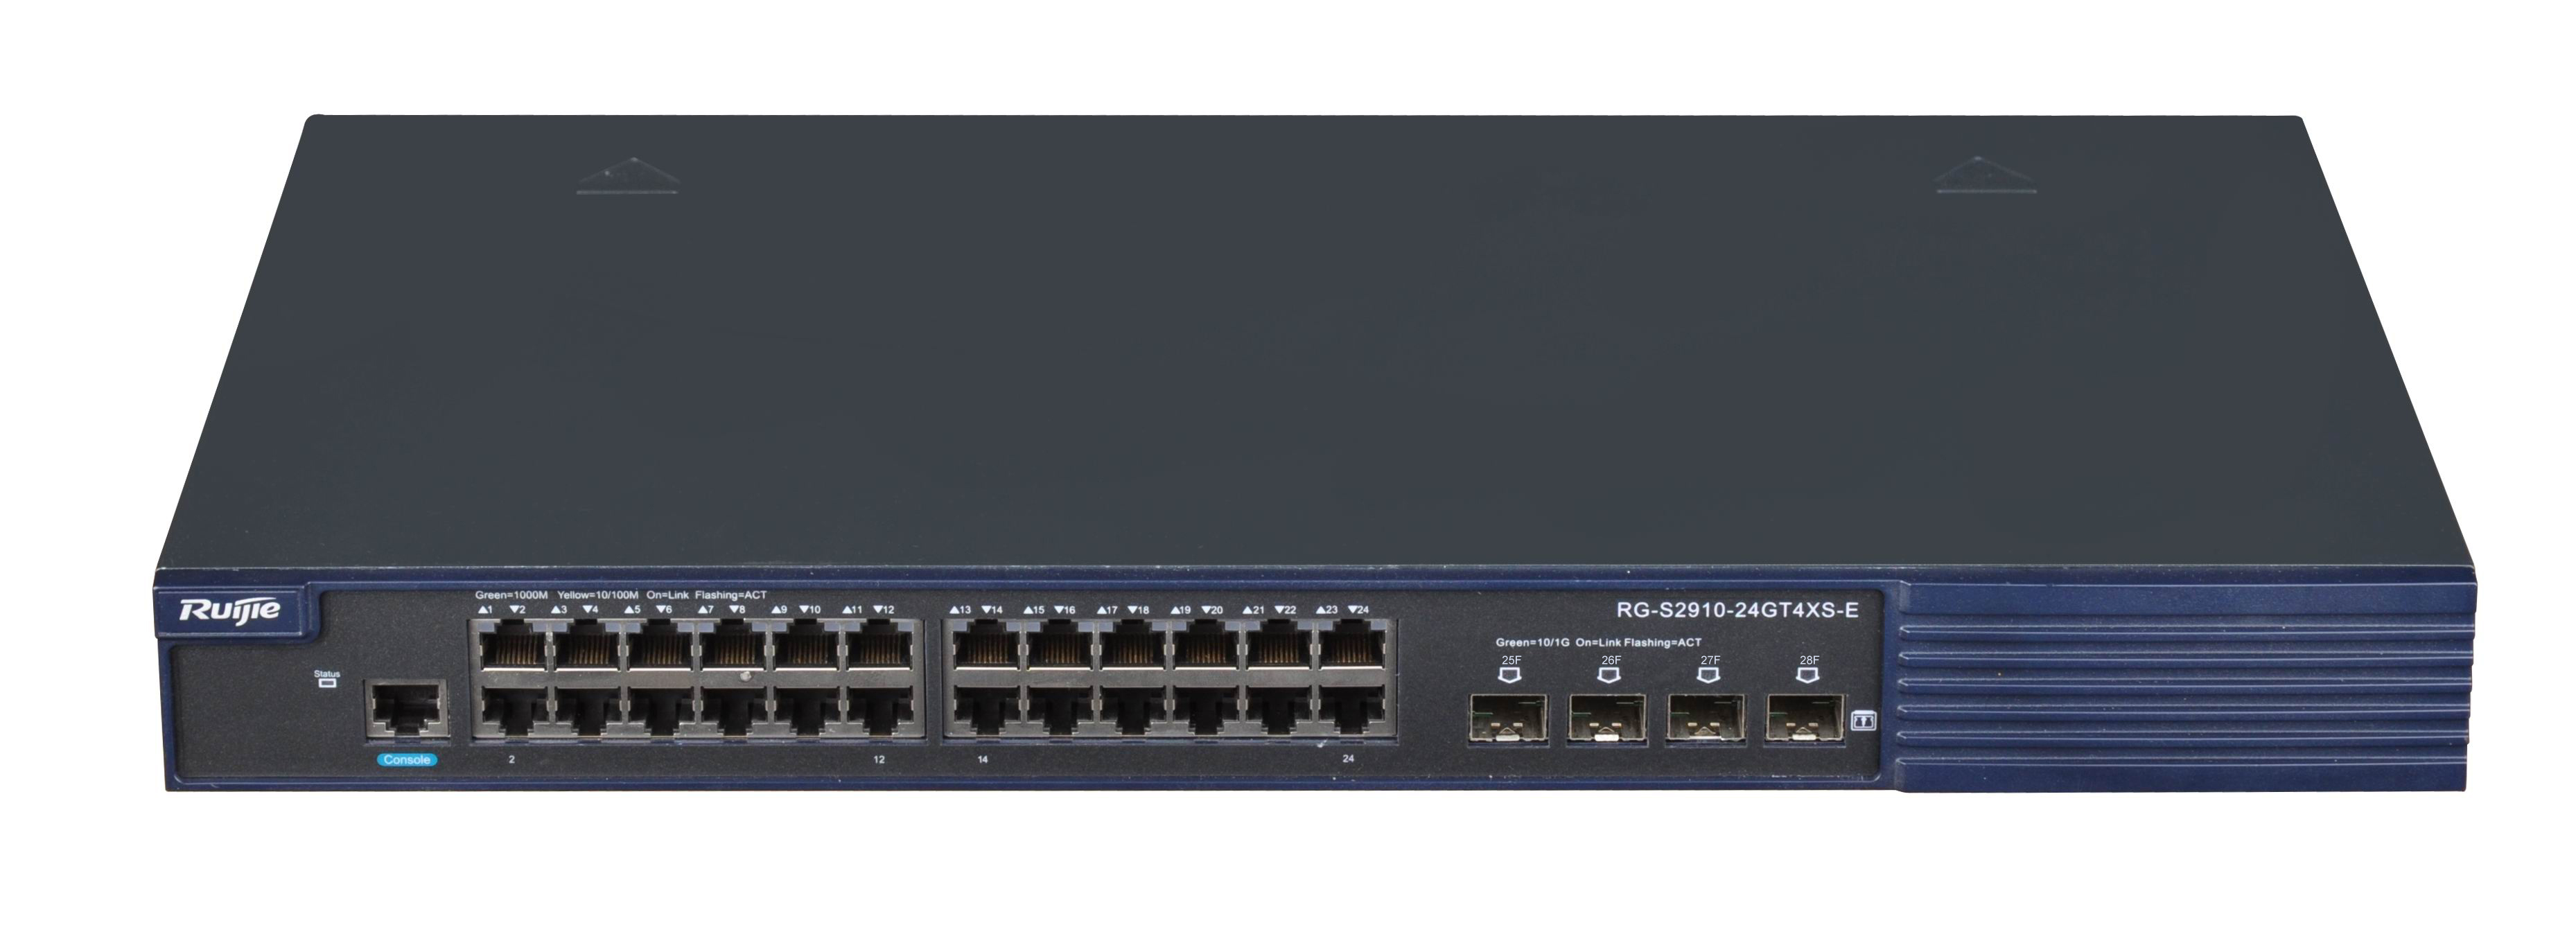 Ruijie
Green=1000M Yellow=10/100M On=Link Flashing=ACT
▲1 ▼2 ▲3 ▼4 ▲5 ▼6 ▲7 ▼8 ▲9 ▼10 ▲11 ▼12 ▲13 ▼14 ▲15 ▼16 ▲17 ▼18 ▲19 ▼20 ▲21 ▼22 ▲23 ▼24
RG-S2910-24GT4XS-E
Green=10/1G On=Link Flashing=ACT
25F 26F 27F 28F
Status
Console
2 12 14 24